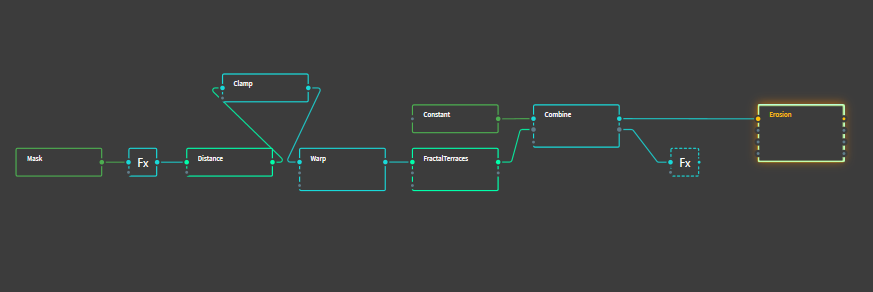 Clamp
Constant
Combine
Erosion
Mask
Fx
Distance
Warp
FractalTerraces
Fx